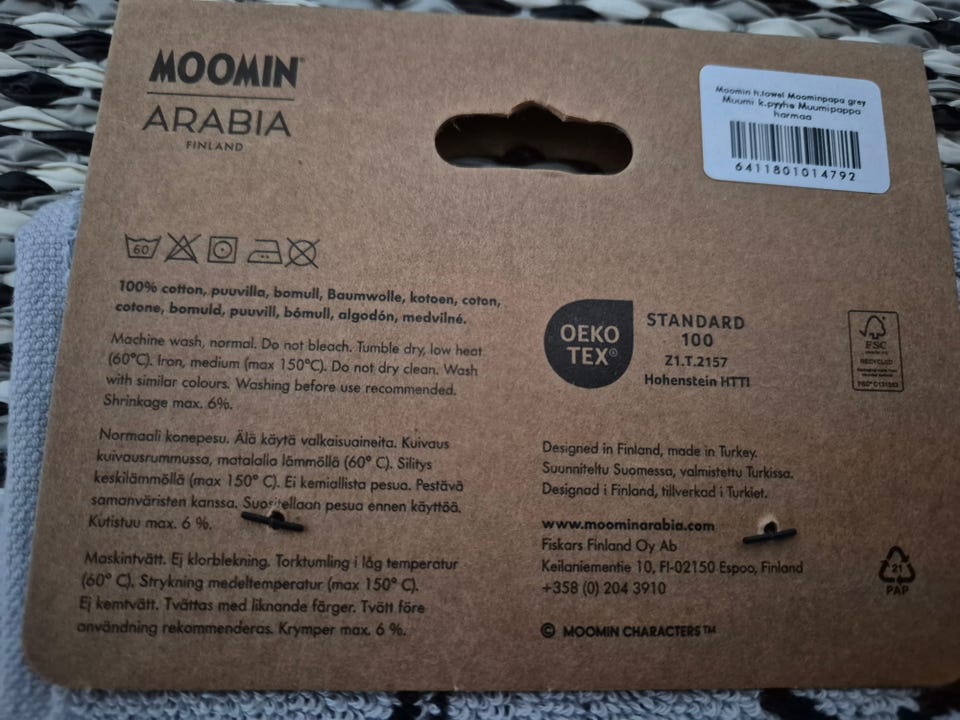 MOOMIN®
ARABIA
FINLAND
Moomin h.towel Moominpapa grey
Muumi k.pyyhe Muumipappa
harmaa
6411801014792
60
100% cotton, puuvilla, bomull, Baumwolle, kotoen, coton,
cotone, bomuld, puuvill, bómull, algodón, medvilné.
Machine wash, normal. Do not bleach. Tumble dry, low heat
(60°C). Iron, medium (max 150°C). Do not dry clean. Wash
with similar colours. Washing before use recommended.
Shrinkage max. 6%.
Normaali konepesu. Älä käytä valkaisuaineita. Kuivaus
kuivausrummussa, matalalla lämmöllä (60° C). Silitys
keskilämmöllä (max 150° C). Ei kemiallista pesua. Pestävä
samanväristen kanssa. Suositellaan pesua ennen käyttöä.
Kutistuu max. 6 %.
Maskintvätt. Ej klorblekning. Torktumling i låg temperatur
(60° C). Strykning medeltemperatur (max 150° C).
Ej kemtvätt. Tvättas med liknande färger. Tvätt före
användning rekommenderas. Krymper max. 6 %.
OEKO
TEX®
STANDARD
100
Z1.T.2157
Hohenstein HTTI
FSC
RECYCLED
Designed in Finland, made in Turkey.
Suunniteltu Suomessa, valmistettu Turkissa.
Designad i Finland, tillverkad i Turkiet.
www.moominarabia.com
Fiskars Finland Oy Ab
Keilaniementie 10, FI-02150 Espoo, Finland
+358 (0) 204 3910
© MOOMIN CHARACTERS™
21
PAP